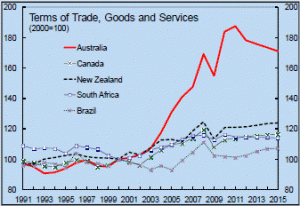 Terms of Trade, Goods and Services
(2000=100)
Australia
Canada
New Zealand
South Africa
Brazil
200 200
180 180
160 160
140 140
120 120
100 100
80 80
1991 1993 1995 1997 1999 2001 2003 2005 2007 2009 2011 2013 2015